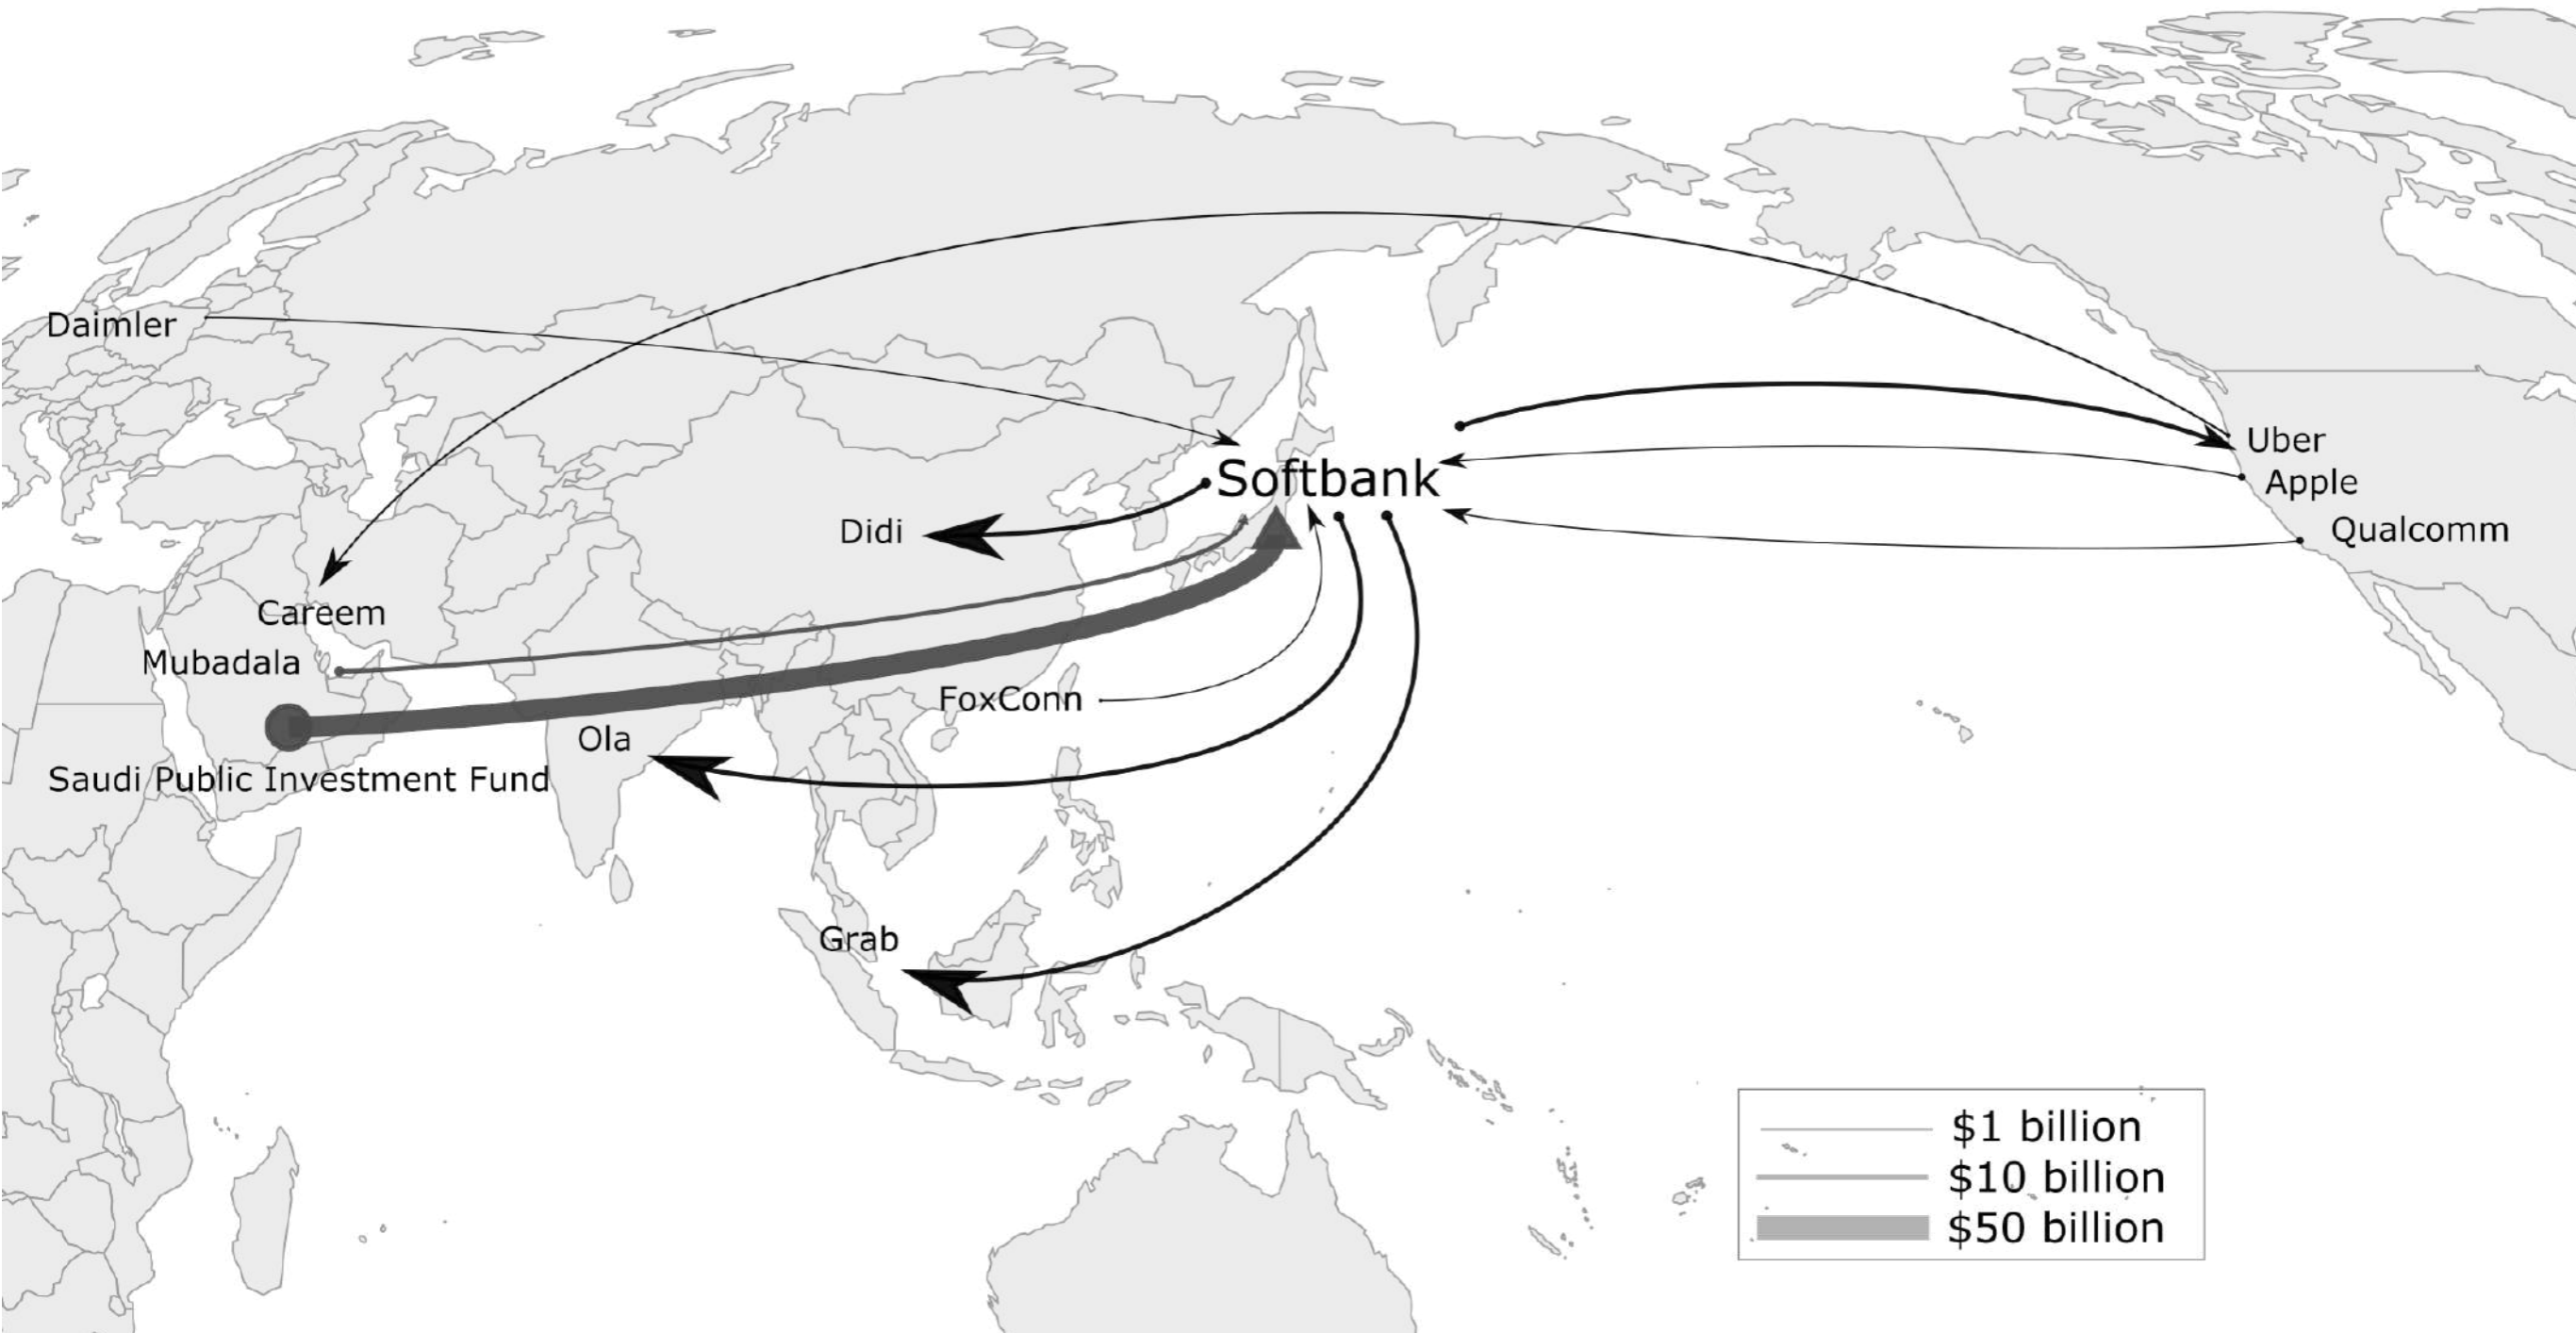 Daimler
Uber
Softbank
Apple
Didi
Qualcomm
Careem
Mubadala
FoxConn
Ola
Saudi Public Investment Fund
Grab
$1 billion
$10 billion
$50 billion